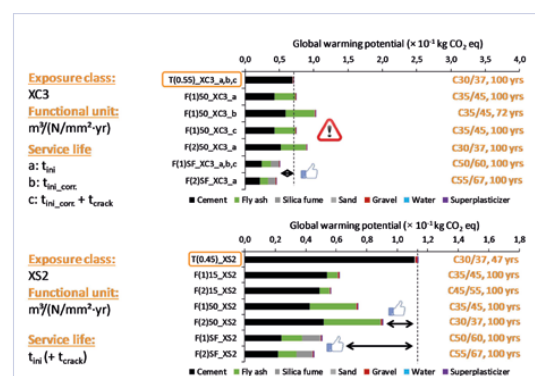 Global warming potential (× 10⁻¹ kg CO₂ eq)
0,0 0,5 1,0 1,5 2,0 2,5 3,0 3,5 4,0
Exposure class:
XC3
Functional unit:
m³/(N/mm²·yr)
Service life
a: t_ini
b: t_ini_corr.
c: t_ini_corr. + t_crack
T(0.55)_XC3_a,b,c C30/37, 100 yrs
F(1)50_XC3_a C35/45, 100 yrs
F(1)50_XC3_b C35/45, 72 yrs
F(1)50_XC3_c C35/45, 100 yrs
F(2)50_XC3_a C30/37, 100 yrs
F(1)SF_XC3_a,b,c C50/60, 100 yrs
F(2)SF_XC3_a C55/67, 100 yrs
Cement Fly ash Silica fume Sand Gravel Water Superplasticizer
Global warming potential (× 10⁻¹ kg CO₂ eq)
0,0 0,2 0,4 0,6 0,8 1,0 1,2 1,4 1,6 1,8
Exposure class:
XS2
Functional unit:
m³/(N/mm²·yr)
Service life:
t_ini (+ t_crack)
T(0.45)_XS2 C30/37, 47 yrs
F(1)15_XS2 C35/45, 100 yrs
F(2)15_XS2 C45/55, 100 yrs
F(1)50_XS2 C35/45, 100 yrs
F(2)50_XS2 C30/37, 100 yrs
F(1)SF_XS2 C50/60, 100 yrs
F(2)SF_XS2 C55/67, 100 yrs
Cement Fly ash Silica fume Sand Gravel Water Superplasticizer